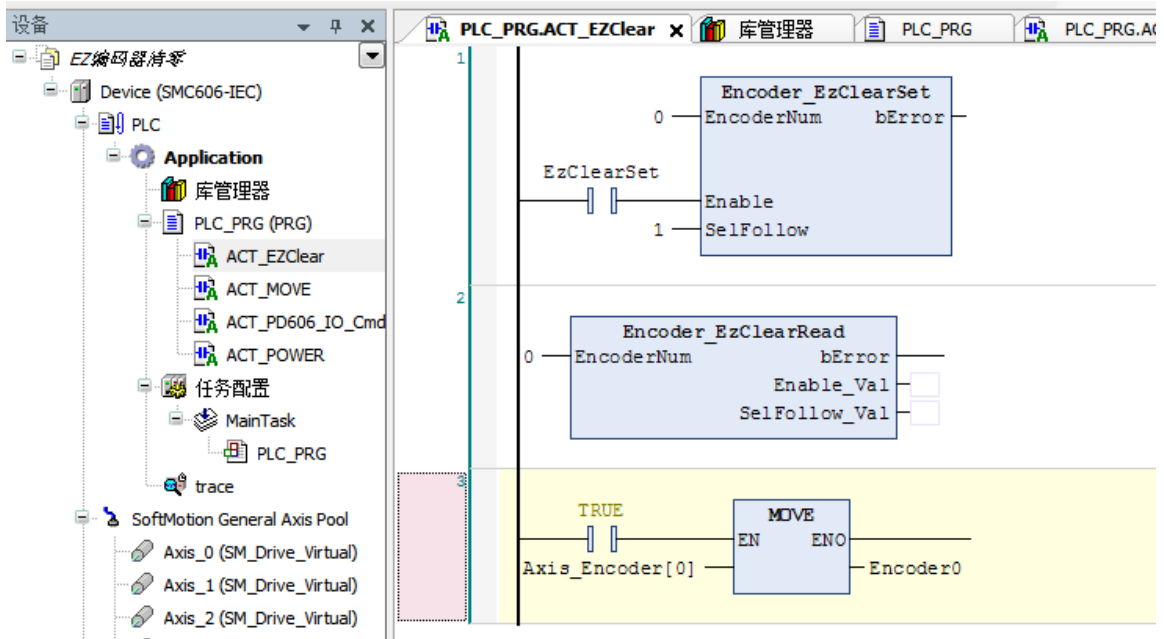 设备
EZ编码器清零
Device (SMC606-IEC)
PLC
Application
库管理器
PLC_PRG (PRG)
ACT_EZClear
ACT_MOVE
ACT_PD606_IO_Cmd
ACT_POWER
任务配置
MainTask
PLC_PRG
trace
SoftMotion General Axis Pool
Axis_0 (SM_Drive_Virtual)
Axis_1 (SM_Drive_Virtual)
Axis_2 (SM_Drive_Virtual)
PLC_PRG.ACT_EZClear 库管理器 PLC_PRG PLC_PRG.AC
1
Encoder_EzClearSet
0 EncoderNum bError
EzClearSet
Enable
1 SelFollow
2
Encoder_EzClearRead
0 EncoderNum bError
Enable_Val
SelFollow_Val
3
TRUE MOVE
EN ENO
Axis_Encoder[0] Encoder0